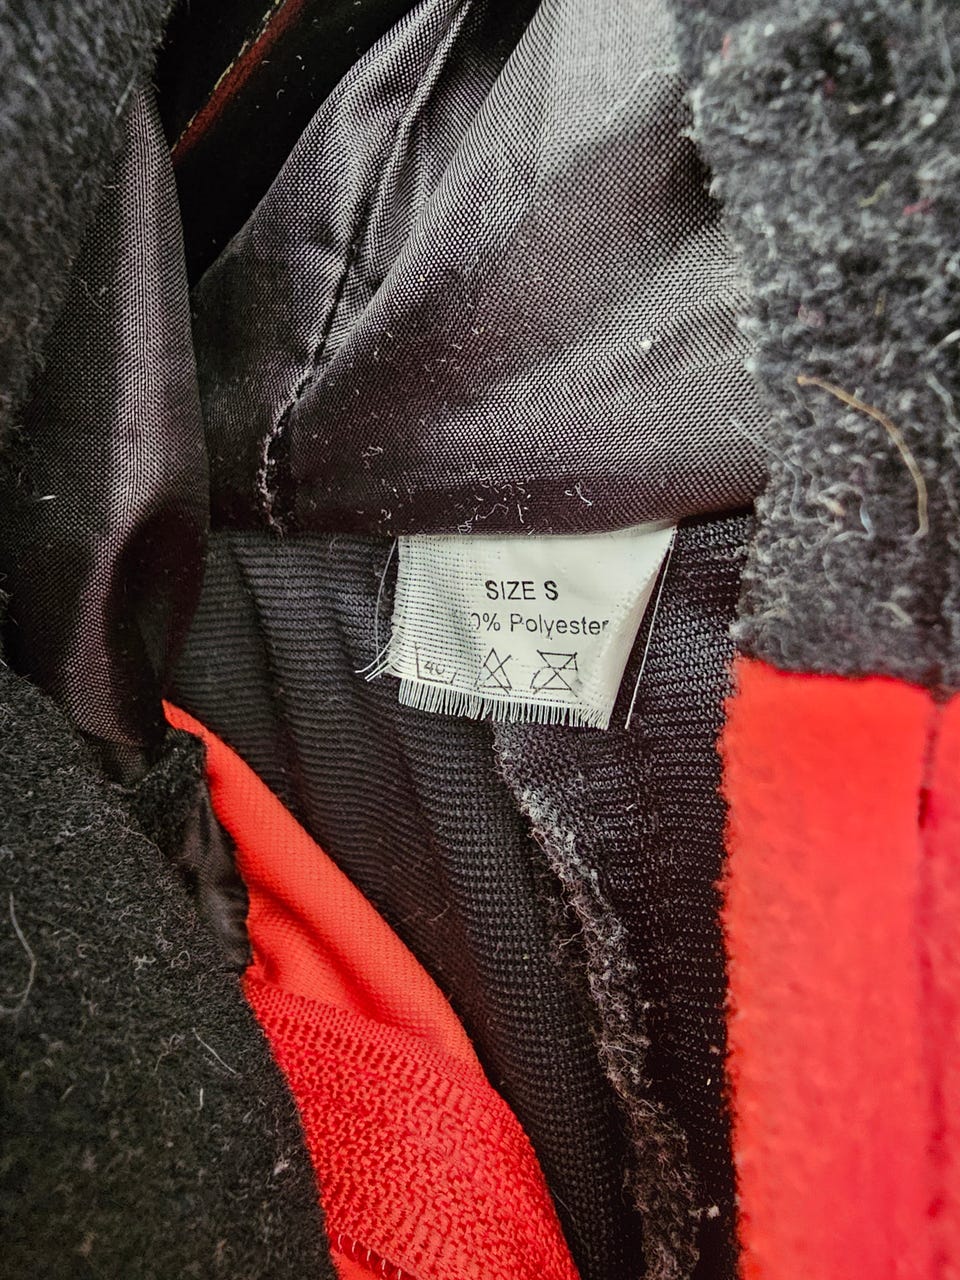 SIZE S
0% Polyester
40